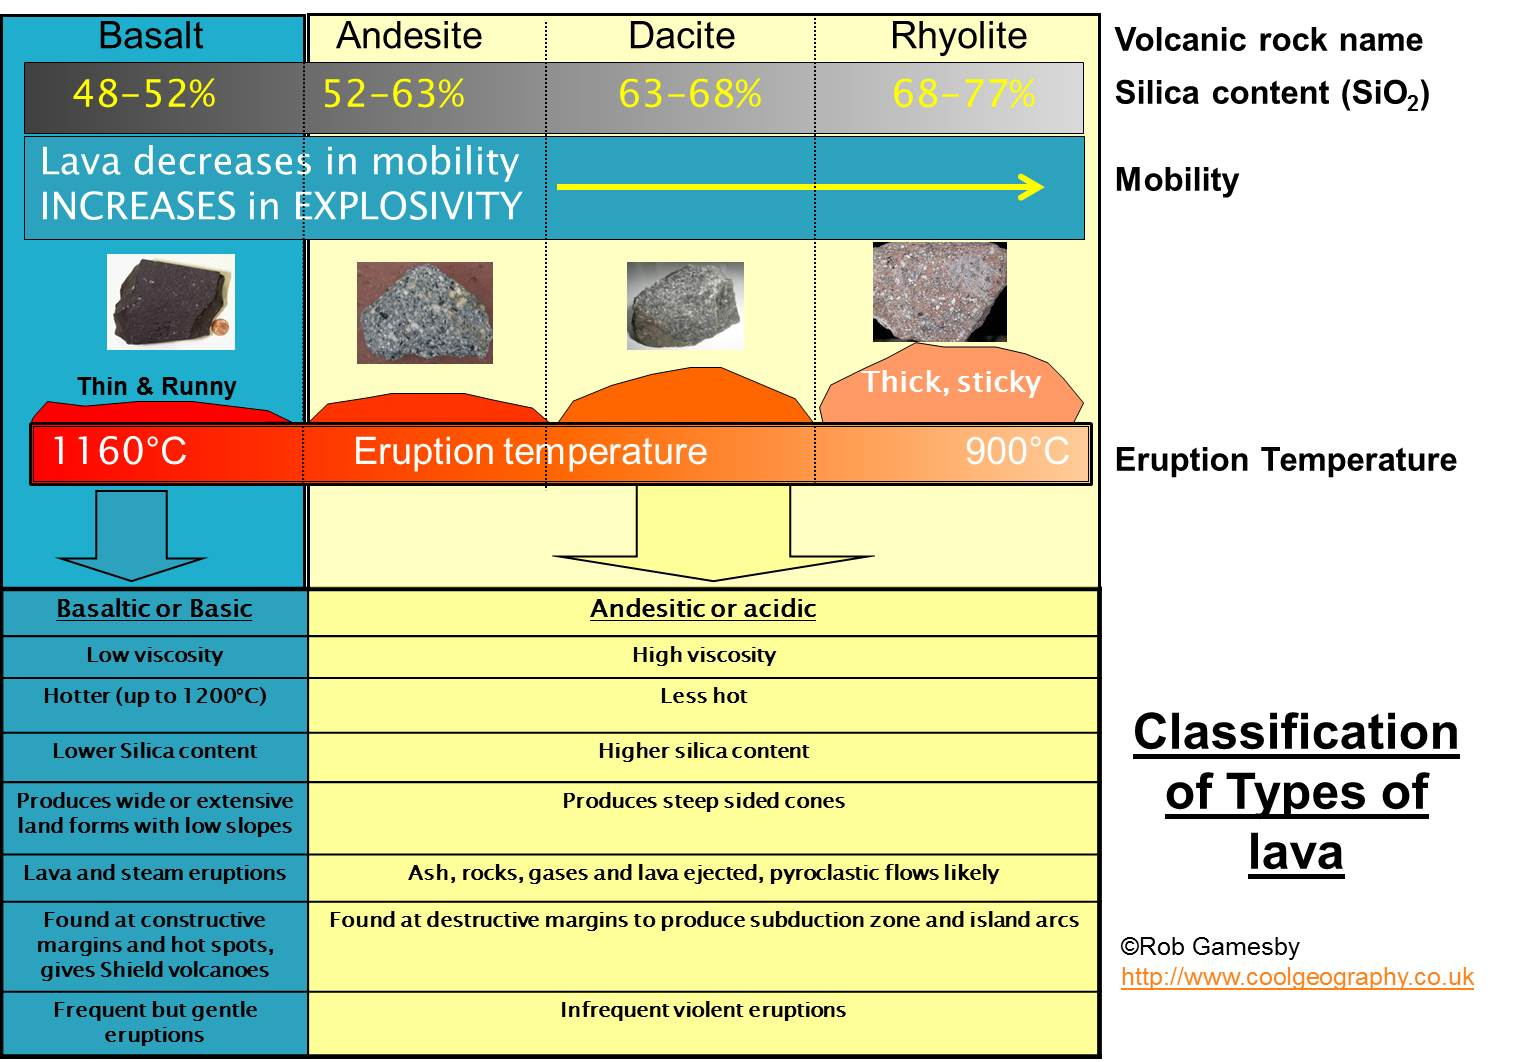 Basalt Andesite Dacite Rhyolite Volcanic rock name
48-52% 52-63% 63-68% 68-77% Silica content (SiO₂)
Lava decreases in mobility
INCREASES in EXPLOSIVITY
Mobility
Thin & Runny
Thick, sticky
1160°C Eruption temperature 900°C Eruption Temperature
Basaltic or Basic
Andesitic or acidic
Low viscosity
High viscosity
Hotter (up to 1200°C)
Less hot
Lower Silica content
Higher silica content
Produces wide or extensive
land forms with low slopes
Produces steep sided cones
Lava and steam eruptions
Ash, rocks, gases and lava ejected, pyroclastic flows likely
Found at constructive
margins and hot spots,
gives Shield volcanoes
Found at destructive margins to produce subduction zone and island arcs
Frequent but gentle
eruptions
Infrequent violent eruptions
Classification
of Types of
lava
©Rob Gamesby
http://www.coolgeography.co.uk